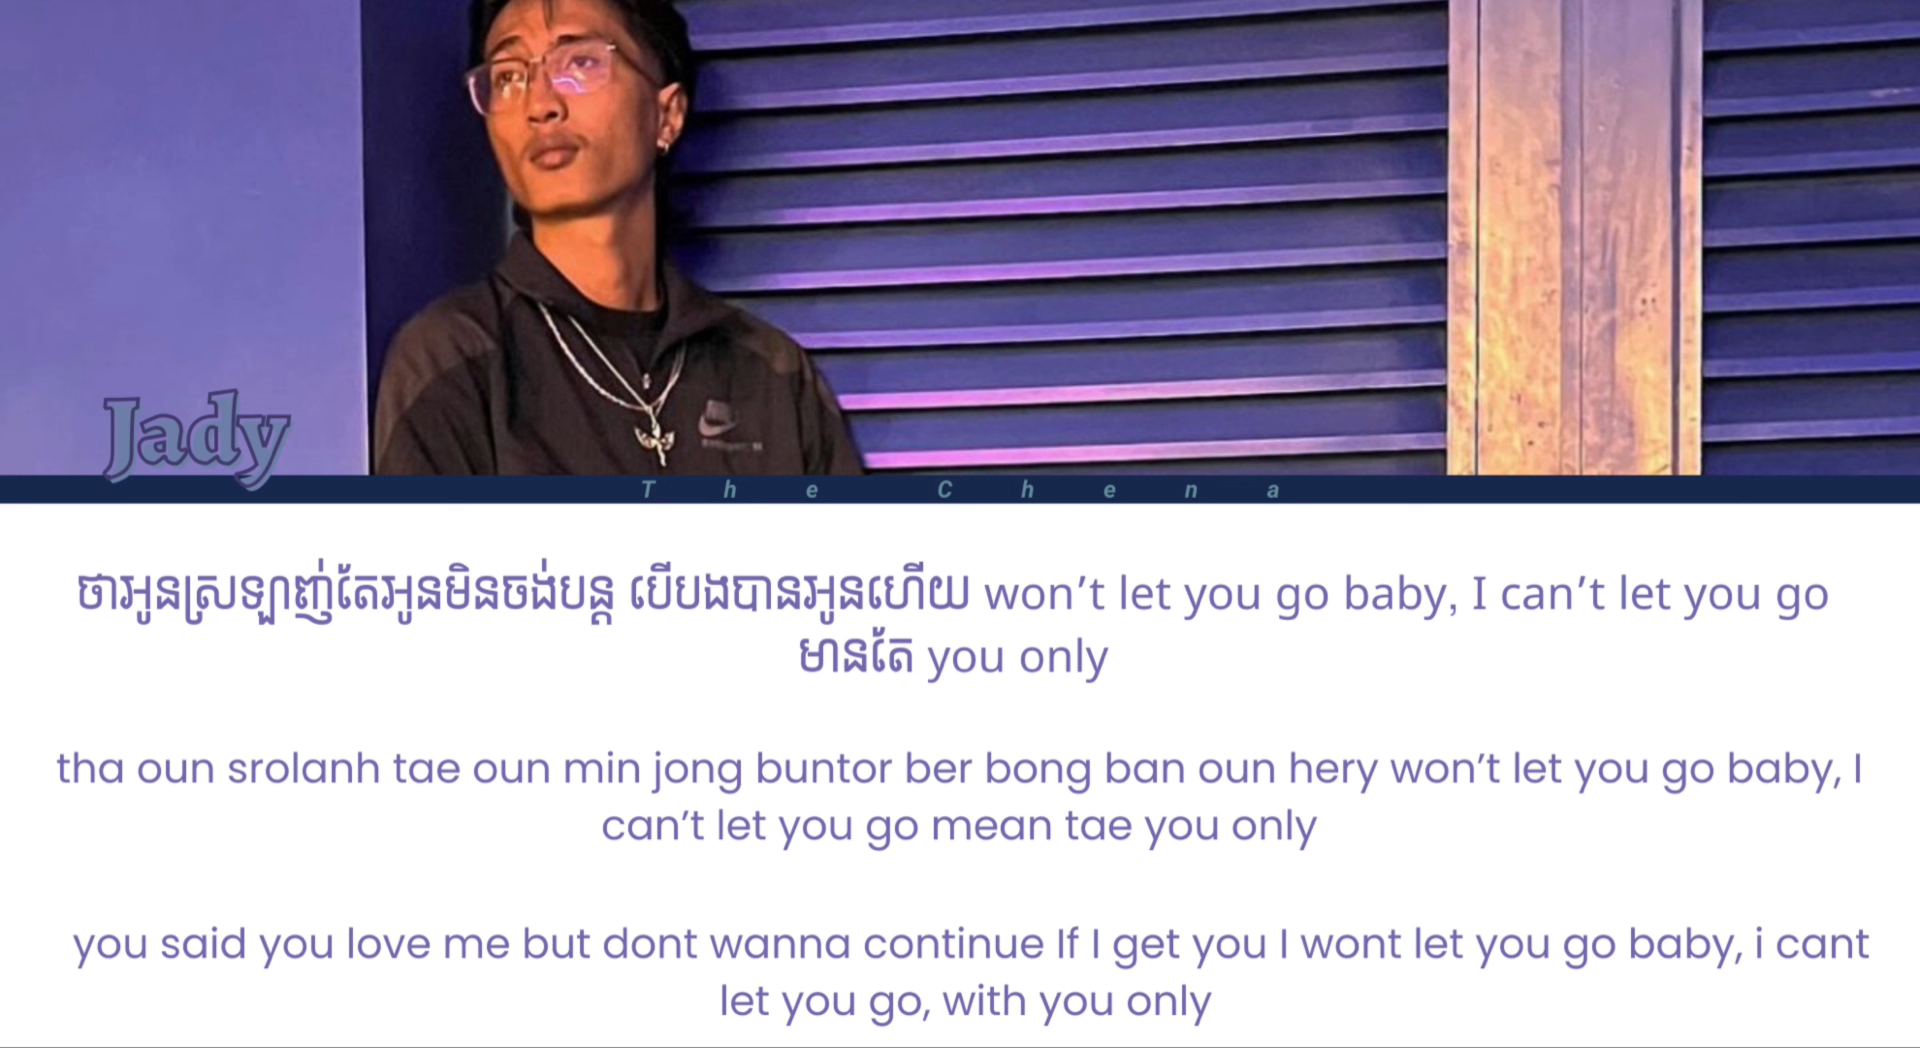 Jady
The Chena
ថាអូនស្រឡាញ់តែអូនមិនចង់បន្ត បើបងបានអូនហើយ won’t let you go baby, I can’t let you go
មានតែ you only
tha oun srolanh tae oun min jong buntor ber bong ban oun hery won’t let you go baby, I
can’t let you go mean tae you only
you said you love me but dont wanna continue If I get you I wont let you go baby, i cant
let you go, with you only